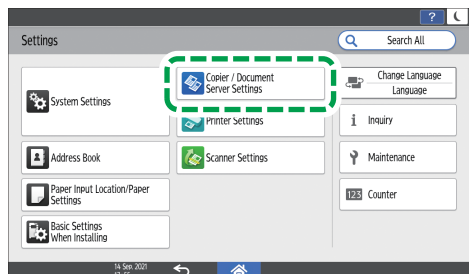 ?
Settings
Search All
System Settings
Copier / Document
Server Settings
Change Language
Language
Printer Settings
i Inquiry
Address Book
Scanner Settings
Maintenance
Paper Input Location/Paper
Settings
123 Counter
Basic Settings
When Installing
14 Sep. 2021